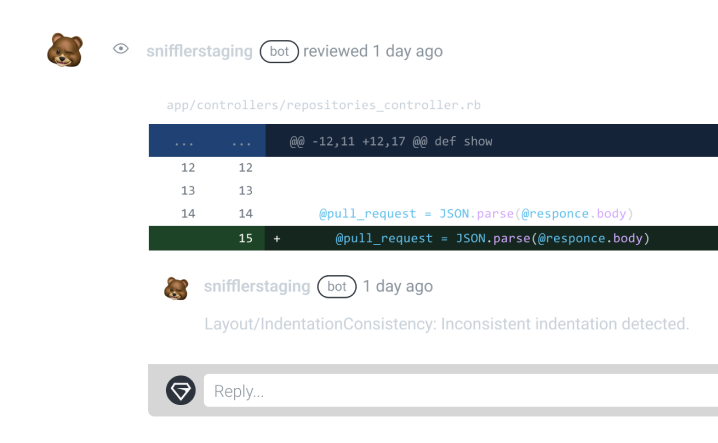 snifflerstaging bot reviewed 1 day ago
app/controllers/repositories_controller.rb
... ... @@ -12,11 +12,17 @@ def show
12 12
13 13
14 14 @pull_request = JSON.parse(@responce.body)
15 + @pull_request = JSON.parse(@responce.body)
snifflerstaging bot 1 day ago
Layout/IndentationConsistency: Inconsistent indentation detected.
Reply...